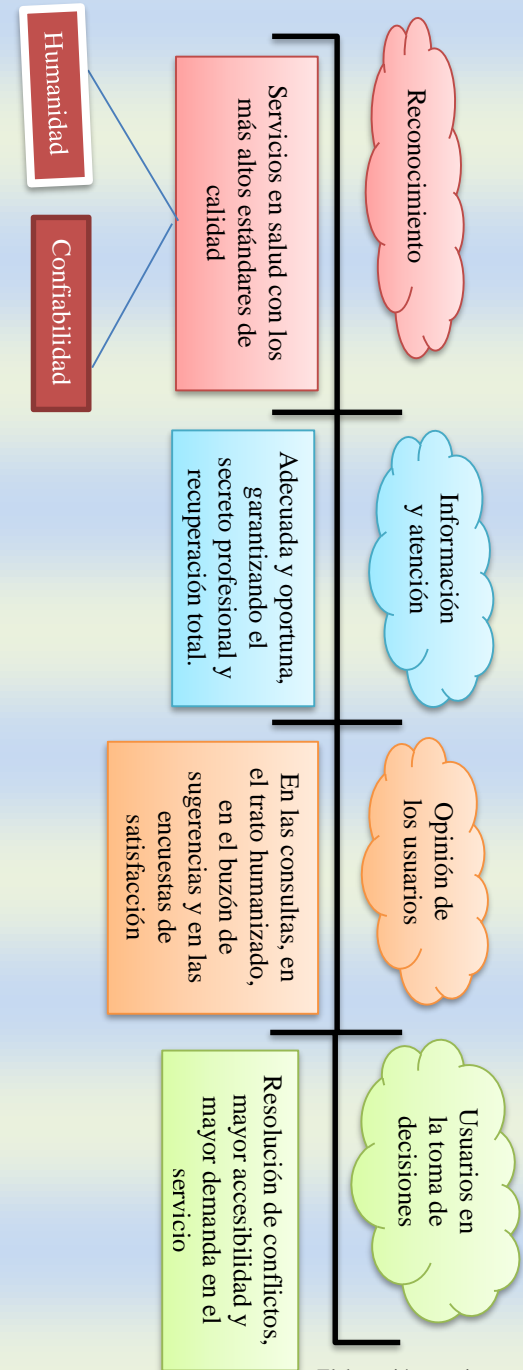 Reconocimiento
Servicios en salud con los
más altos estándares de
calidad
Humanidad
Confiabilidad
Información
y atención
Adecuada y oportuna,
garantizando el
secreto profesional y
recuperación total.
Opinión de
los usuarios
En las consultas, en
el trato humanizado,
en el buzón de
sugerencias y en las
encuestas de
satisfacción
Usuarios en
la toma de
decisiones
Resolución de conflictos,
mayor accesibilidad y
mayor demanda en el
servicio